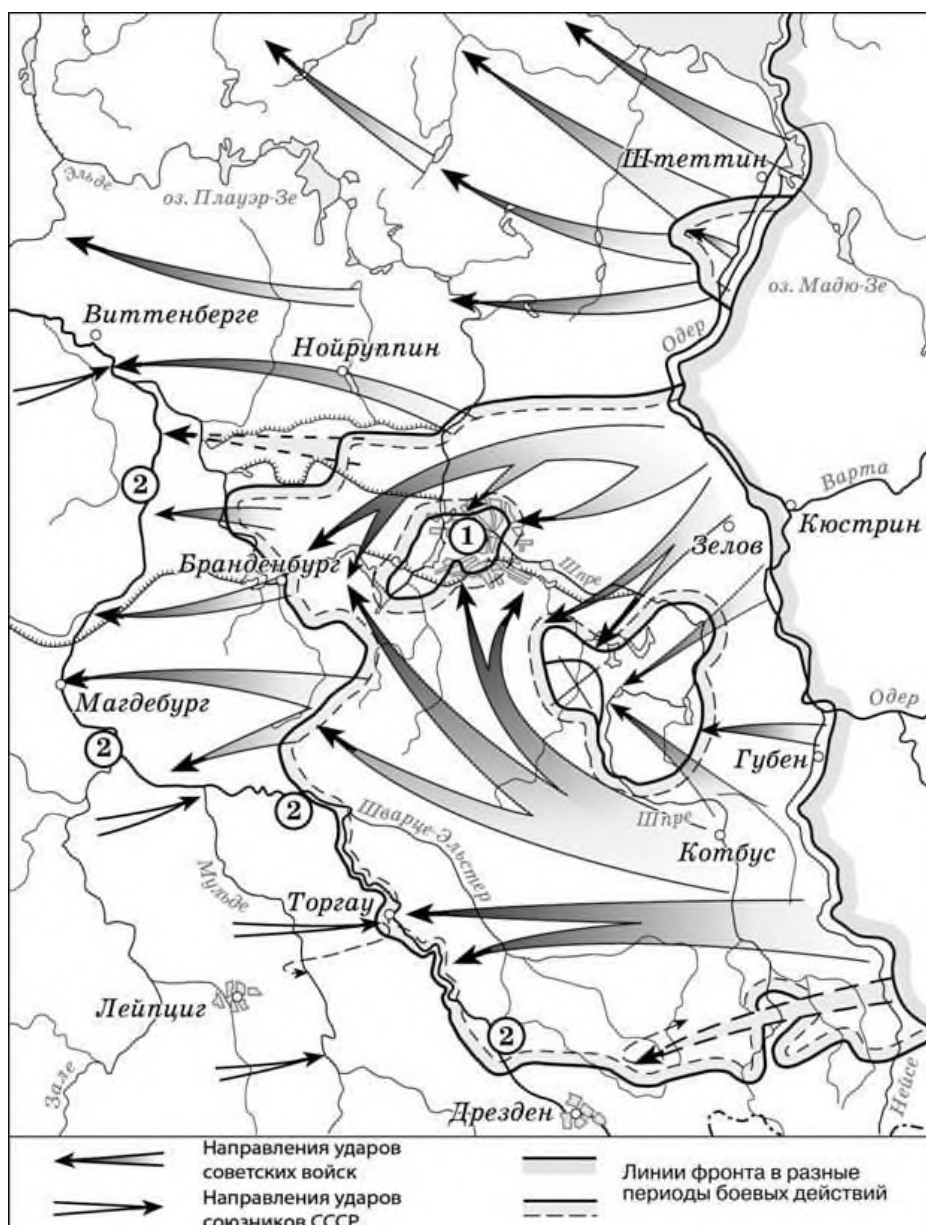 Штеттин
Эльде
оз. Плауэр-Зе
оз. Мадю-Зе
Виттенберге
Одер
Нойруппин
2
Варта
1
Кюстрин
Зелов
Шпре
Бранденбург
Одер
Магдебург
Губен
2
2
Шпре
Шварце-Эльстер
Котбус
Мульде
Торгау
Лейпциг
2
Зале
Нейсе
Дрезден
Направления ударов
советских войск
Направления ударов
союзников СССР
Линии фронта в разные
периоды боевых действий